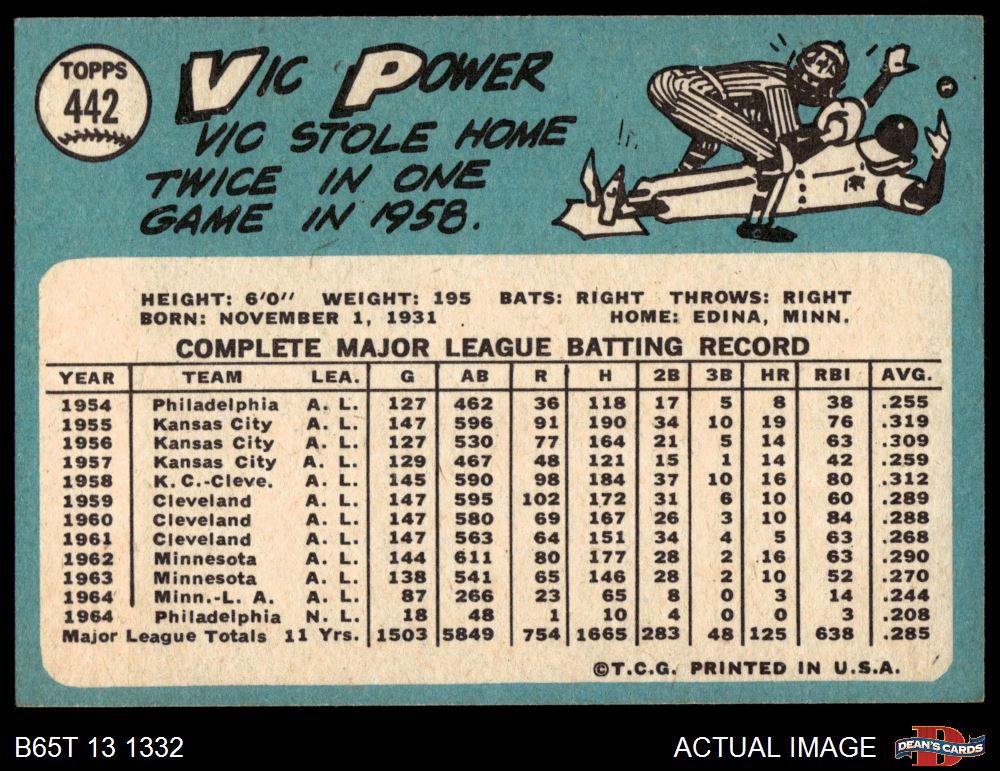 TOPPS
442
VIC POWER
VIC STOLE HOME
TWICE IN ONE
GAME IN 1958.
HEIGHT: 6'0" WEIGHT: 195 BATS: RIGHT THROWS: RIGHT
BORN: NOVEMBER 1, 1931 HOME: EDINA, MINN.
COMPLETE MAJOR LEAGUE BATTING RECORD
YEAR TEAM LEA. G AB R H 2B 3B HR RBI AVG.
1954 Philadelphia A. L. 127 462 36 118 17 5 8 38 .255
1955 Kansas City A. L. 147 596 91 190 34 10 19 76 .319
1956 Kansas City A. L. 127 530 77 164 21 5 14 63 .309
1957 Kansas City A. L. 129 467 48 121 15 1 14 42 .259
1958 K. C.-Cleve. A. L. 145 590 98 184 37 10 16 80 .312
1959 Cleveland A. L. 147 595 102 172 31 6 10 60 .289
1960 Cleveland A. L. 147 580 69 167 26 3 10 84 .288
1961 Cleveland A. L. 147 563 64 151 34 4 5 63 .268
1962 Minnesota A. L. 144 611 80 177 28 2 16 63 .290
1963 Minnesota A. L. 138 541 65 146 28 2 10 52 .270
1964 Minn.-L. A. A. L. 87 266 23 65 8 0 3 14 .244
1964 Philadelphia N. L. 18 48 1 10 4 0 0 3 .208
Major League Totals 11 Yrs. 1503 5849 754 1665 283 48 125 638 .285
©T.C.G. PRINTED IN U.S.A.
B65T 13 1332 ACTUAL IMAGE
D
DEAN'S CARDS